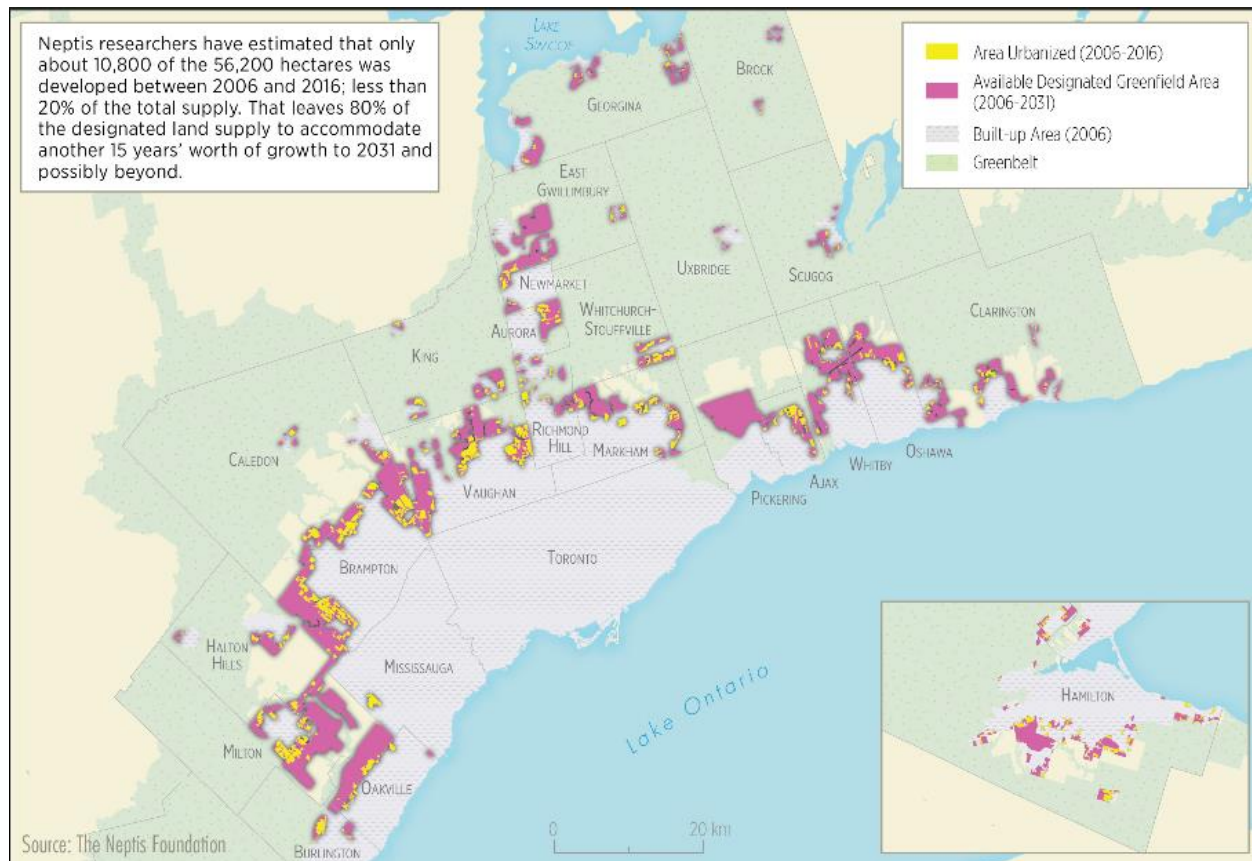 Neptis researchers have estimated that only
about 10,800 of the 56,200 hectares was
developed between 2006 and 2016; less than
20% of the total supply. That leaves 80% of
the designated land supply to accommodate
another 15 years' worth of growth to 2031 and
possibly beyond.
LAKE
SIMCOE
Area Urbanized (2006-2016)
Available Designated Greenfield Area
(2006-2031)
Built-up Area (2006)
Greenbelt
BROCK
GEORGINA
EAST
GWILLIMBURY
UXBRIDGE
SCUGOG
NEWMARKET
WHITCHURCH-
STOUFFVILLE
CLARINGTON
AURORA
KING
RICHMOND
HILL
MARKHAM
OSHAWA
WHITBY
AJAX
PICKERING
CALEDON
VAUGHAN
TORONTO
BRAMPTON
HALTON
HILLS
MISSISSAUGA
Lake Ontario
HAMILTON
MILTON
OAKVILLE
BURLINGTON
0 20 km
Source: The Neptis Foundation